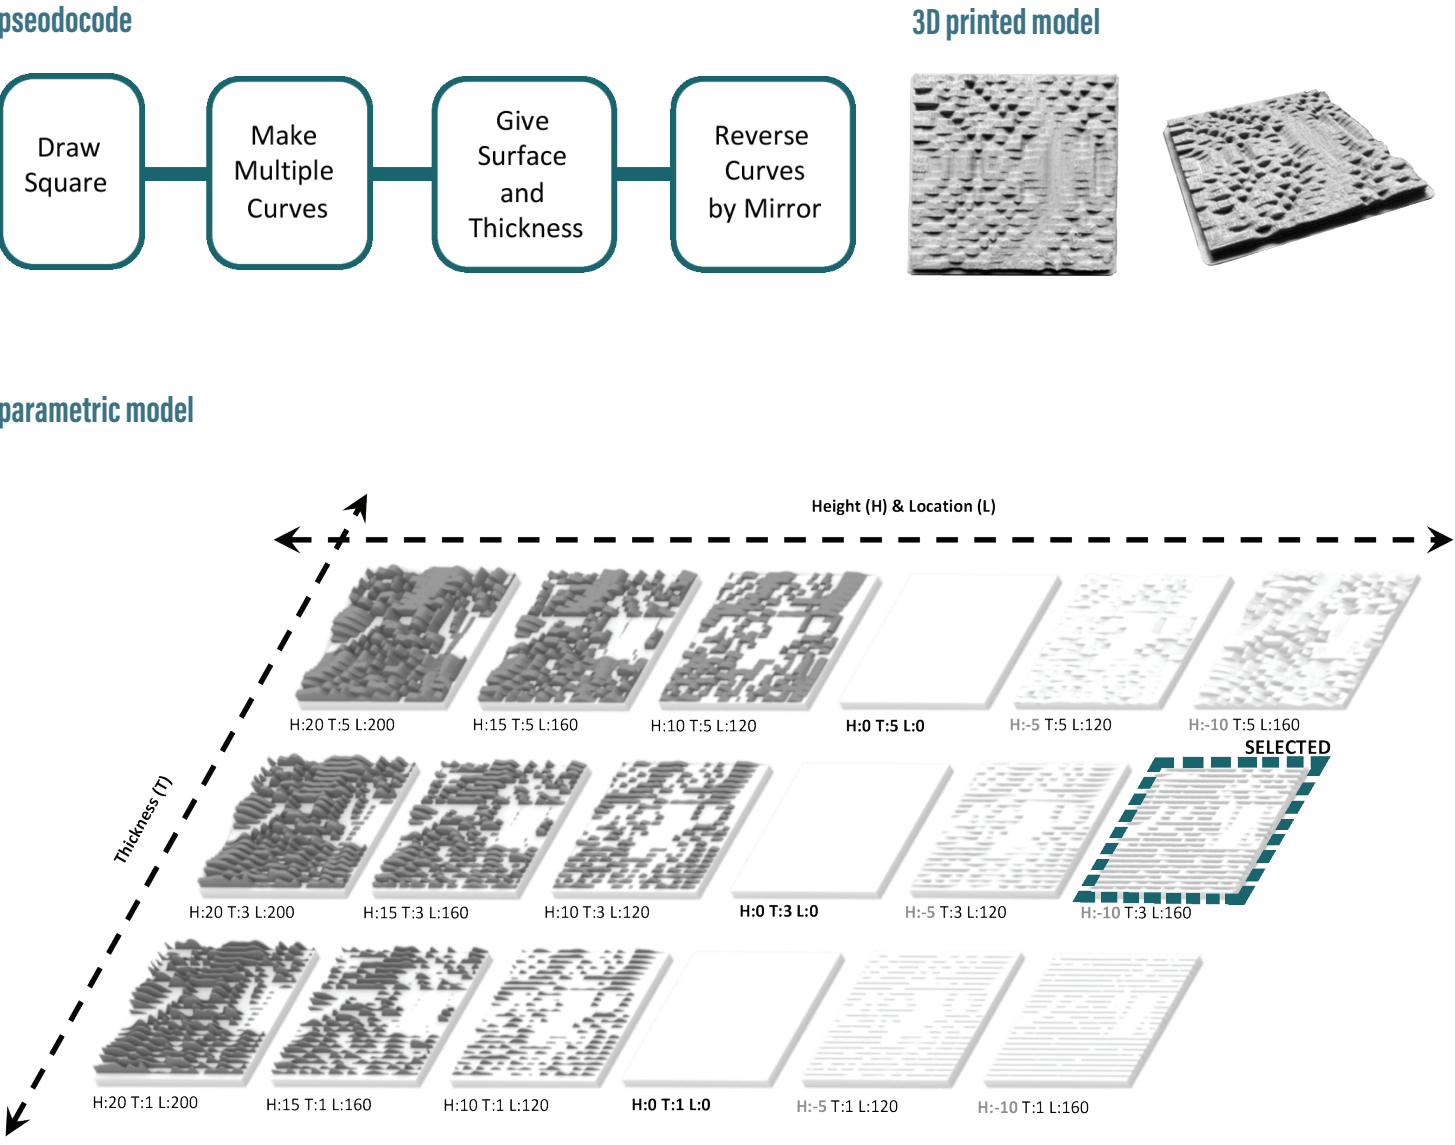 pseodocode
3D printed model
Draw
Square
Make
Multiple
Curves
Give
Surface
and
Thickness
Reverse
Curves
by Mirror
parametric model
Height (H) & Location (L)
Thickness (T)
H:20 T:5 L:200
H:15 T:5 L:160
H:10 T:5 L:120
H:0 T:5 L:0
H:-5 T:5 L:120
H:-10 T:5 L:160
SELECTED
H:20 T:3 L:200
H:15 T:3 L:160
H:10 T:3 L:120
H:0 T:3 L:0
H:-5 T:3 L:120
H:-10 T:3 L:160
H:20 T:1 L:200
H:15 T:1 L:160
H:10 T:1 L:120
H:0 T:1 L:0
H:-5 T:1 L:120
H:-10 T:1 L:160